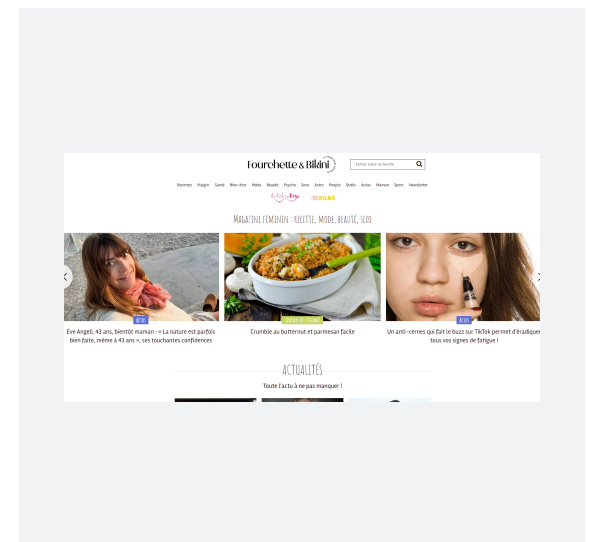 Fourchette & Bikini
Entrez votre recherche
Recettes Maigrir Santé Bien-être Mode Beauté Psycho Sexo Astro People Outils Actus Maman Sport Newsletter
Magazine féminin : recette, mode, beauté, sexo
Actus
Eve Angeli, 43 ans, bientôt maman : « La nature est parfois
bien faite, même à 43 ans », ses touchantes confidences
Crumble au butternut et parmesan facile
Actus
Un anti-cernes qui fait le buzz sur TikTok permet d'éradiquer
tous vos signes de fatigue !
Actualités
Toute l'actu à ne pas manquer !